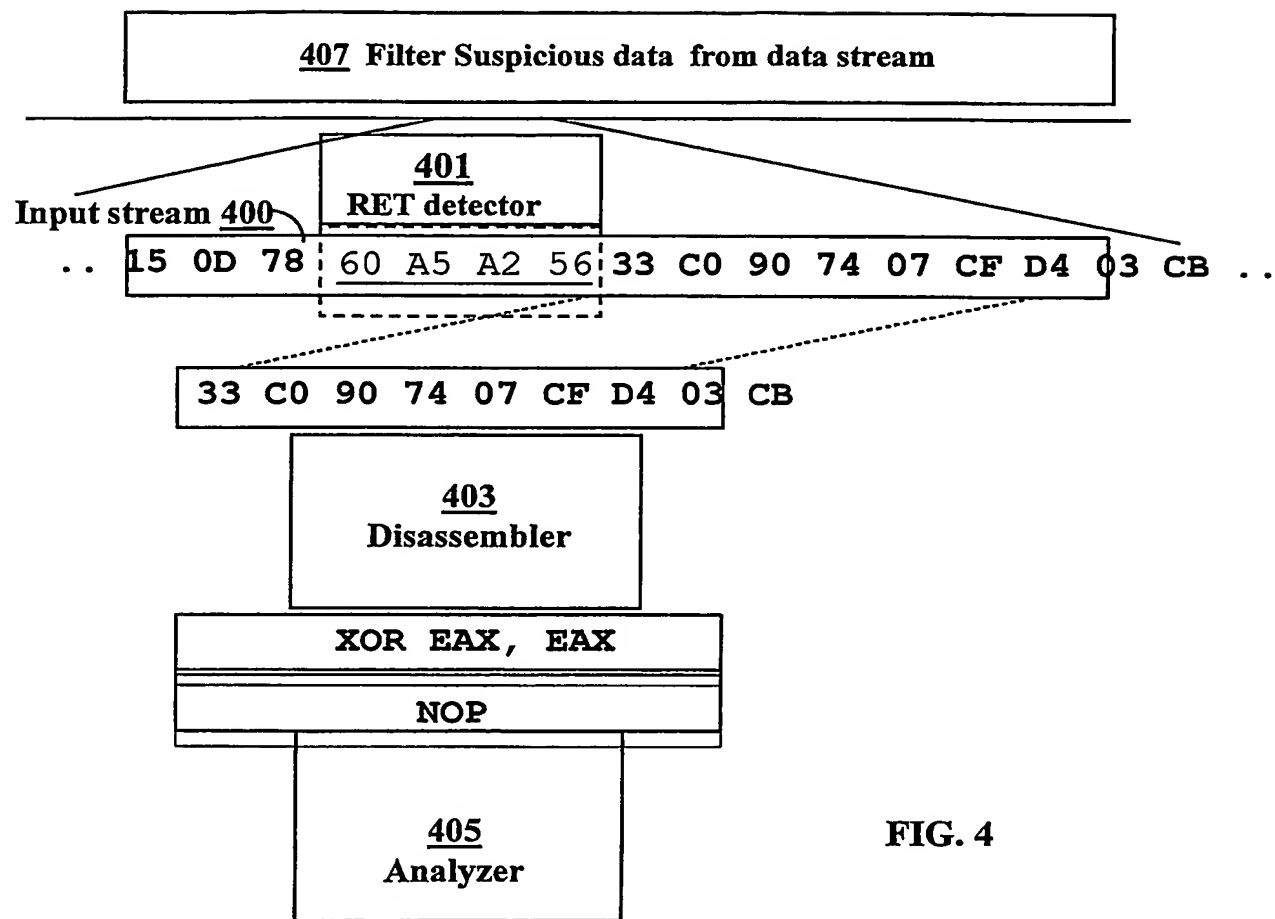 407 Filter Suspicious data from data stream
401
RET detector
Input stream 400
.. 15 0D 78 60 A5 A2 56 33 C0 90 74 07 CF D4 03 CB ..
33 C0 90 74 07 CF D4 03 CB
403
Disassembler
XOR EAX, EAX
NOP
405
Analyzer
FIG. 4